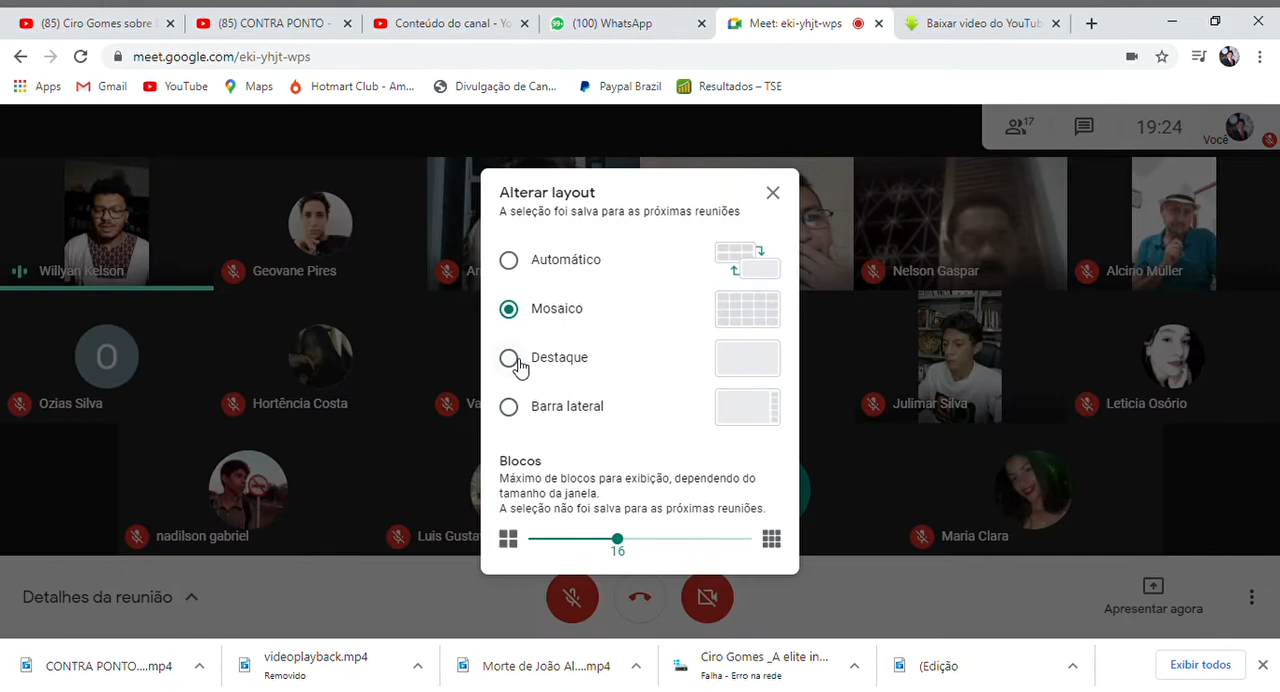 (85) Ciro Gomes sobre
(85) CONTRA PONTO -
Conteúdo do canal - Yo
99+
(100) WhatsApp
Meet: eki-yhjt-wps
Baixar video do YouTub
meet.google.com/eki-yhjt-wps
Apps
Gmail
YouTube
Maps
Hotmart Club - Am...
Divulgação de Can...
Paypal Brazil
Resultados – TSE
17
19:24
Você
Alterar layout
A seleção foi salva para as próximas reuniões
Automático
Mosaico
Destaque
Barra lateral
Blocos
Máximo de blocos para exibição, dependendo do
tamanho da janela.
A seleção não foi salva para as próximas reuniões.
16
Willyan Kelson
Geovane Pires
Nelson Gaspar
Alcirio Müller
O
Ozias Silva
Hortência Costa
Va
Julimar Silva
Leticia Osório
nadilson gabriel
Luis Gusta
Maria Clara
Detalhes da reunião
Apresentar agora
CONTRA PONTO....mp4
videoplayback.mp4
Removido
Morte de João Al....mp4
Ciro Gomes _A elite in...
Falha - Erro na rede
(Edição
Exibir todos